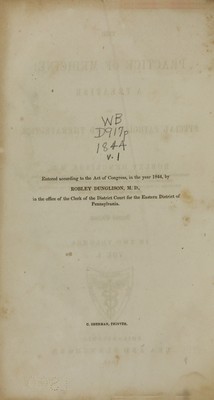 WB
D917p
1844
v.1
Entered according to the Act of Congress, in the year 1844, by
ROBLEY DUNGLISON, M. D.,
in the office of the Clerk of the District Court for the Eastern District of
Pennsylvania.
C. SHERMAN, PRINTER.